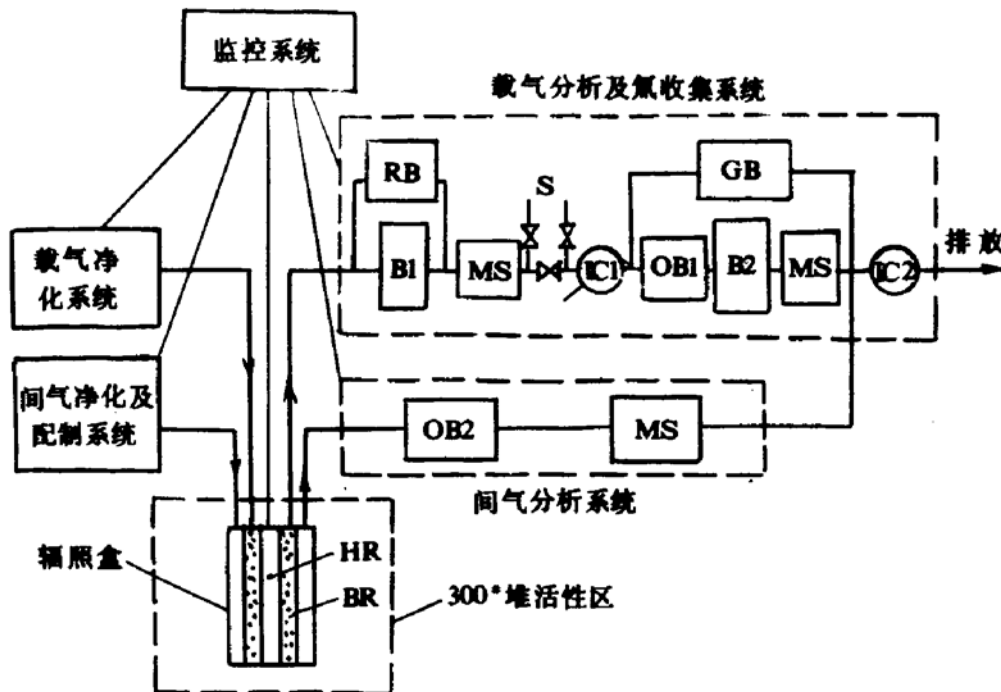 监控系统
载气分析及氚收集系统
RB
S
GB
载气净
化系统
B1
MS
IC1
OB1
B2
MS
IC2
排放
间气净化及
配制系统
OB2
MS
间气分析系统
辐照盒
HR
BR
300*堆活性区